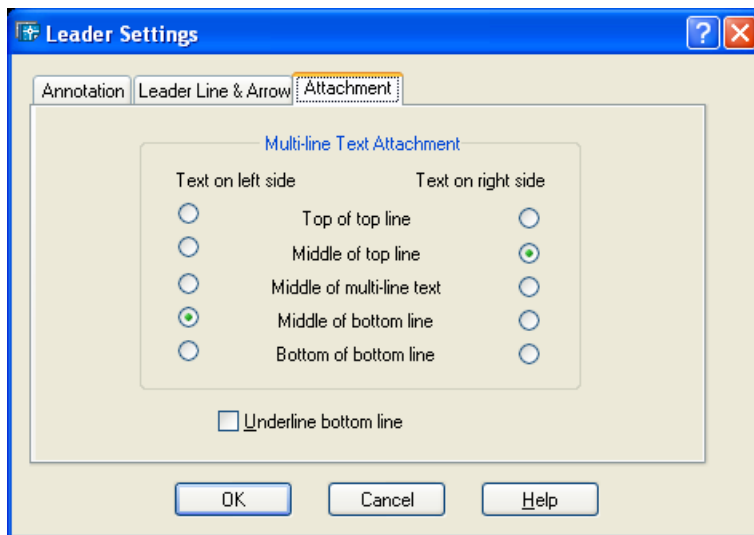 Leader Settings
Annotation Leader Line & Arrow Attachment
Multi-line Text Attachment
Text on left side Text on right side
Top of top line
Middle of top line
Middle of multi-line text
Middle of bottom line
Bottom of bottom line
Underline bottom line
OK Cancel Help